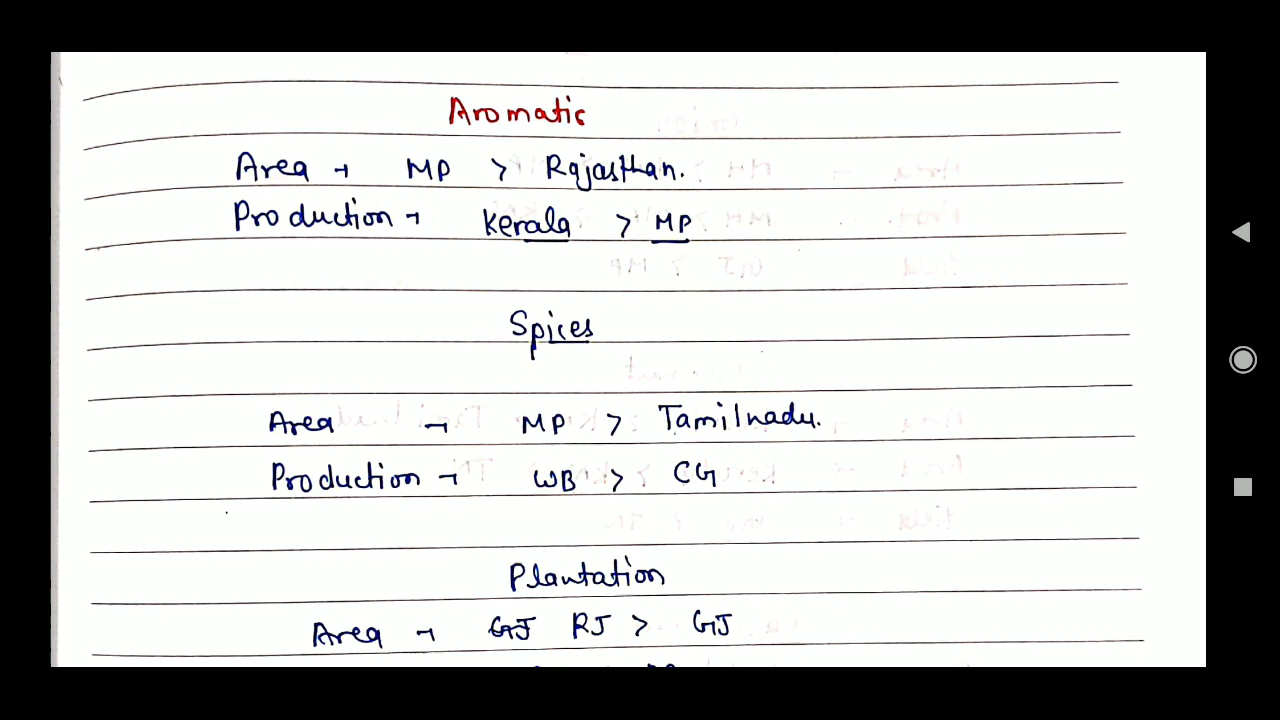 Aromatic
Area → MP > Rajasthan.
Production → Kerala > MP
Spices
Area → MP > Tamilnadu.
Production → WB > CG
Plantation
Area → GJ RJ > GJ